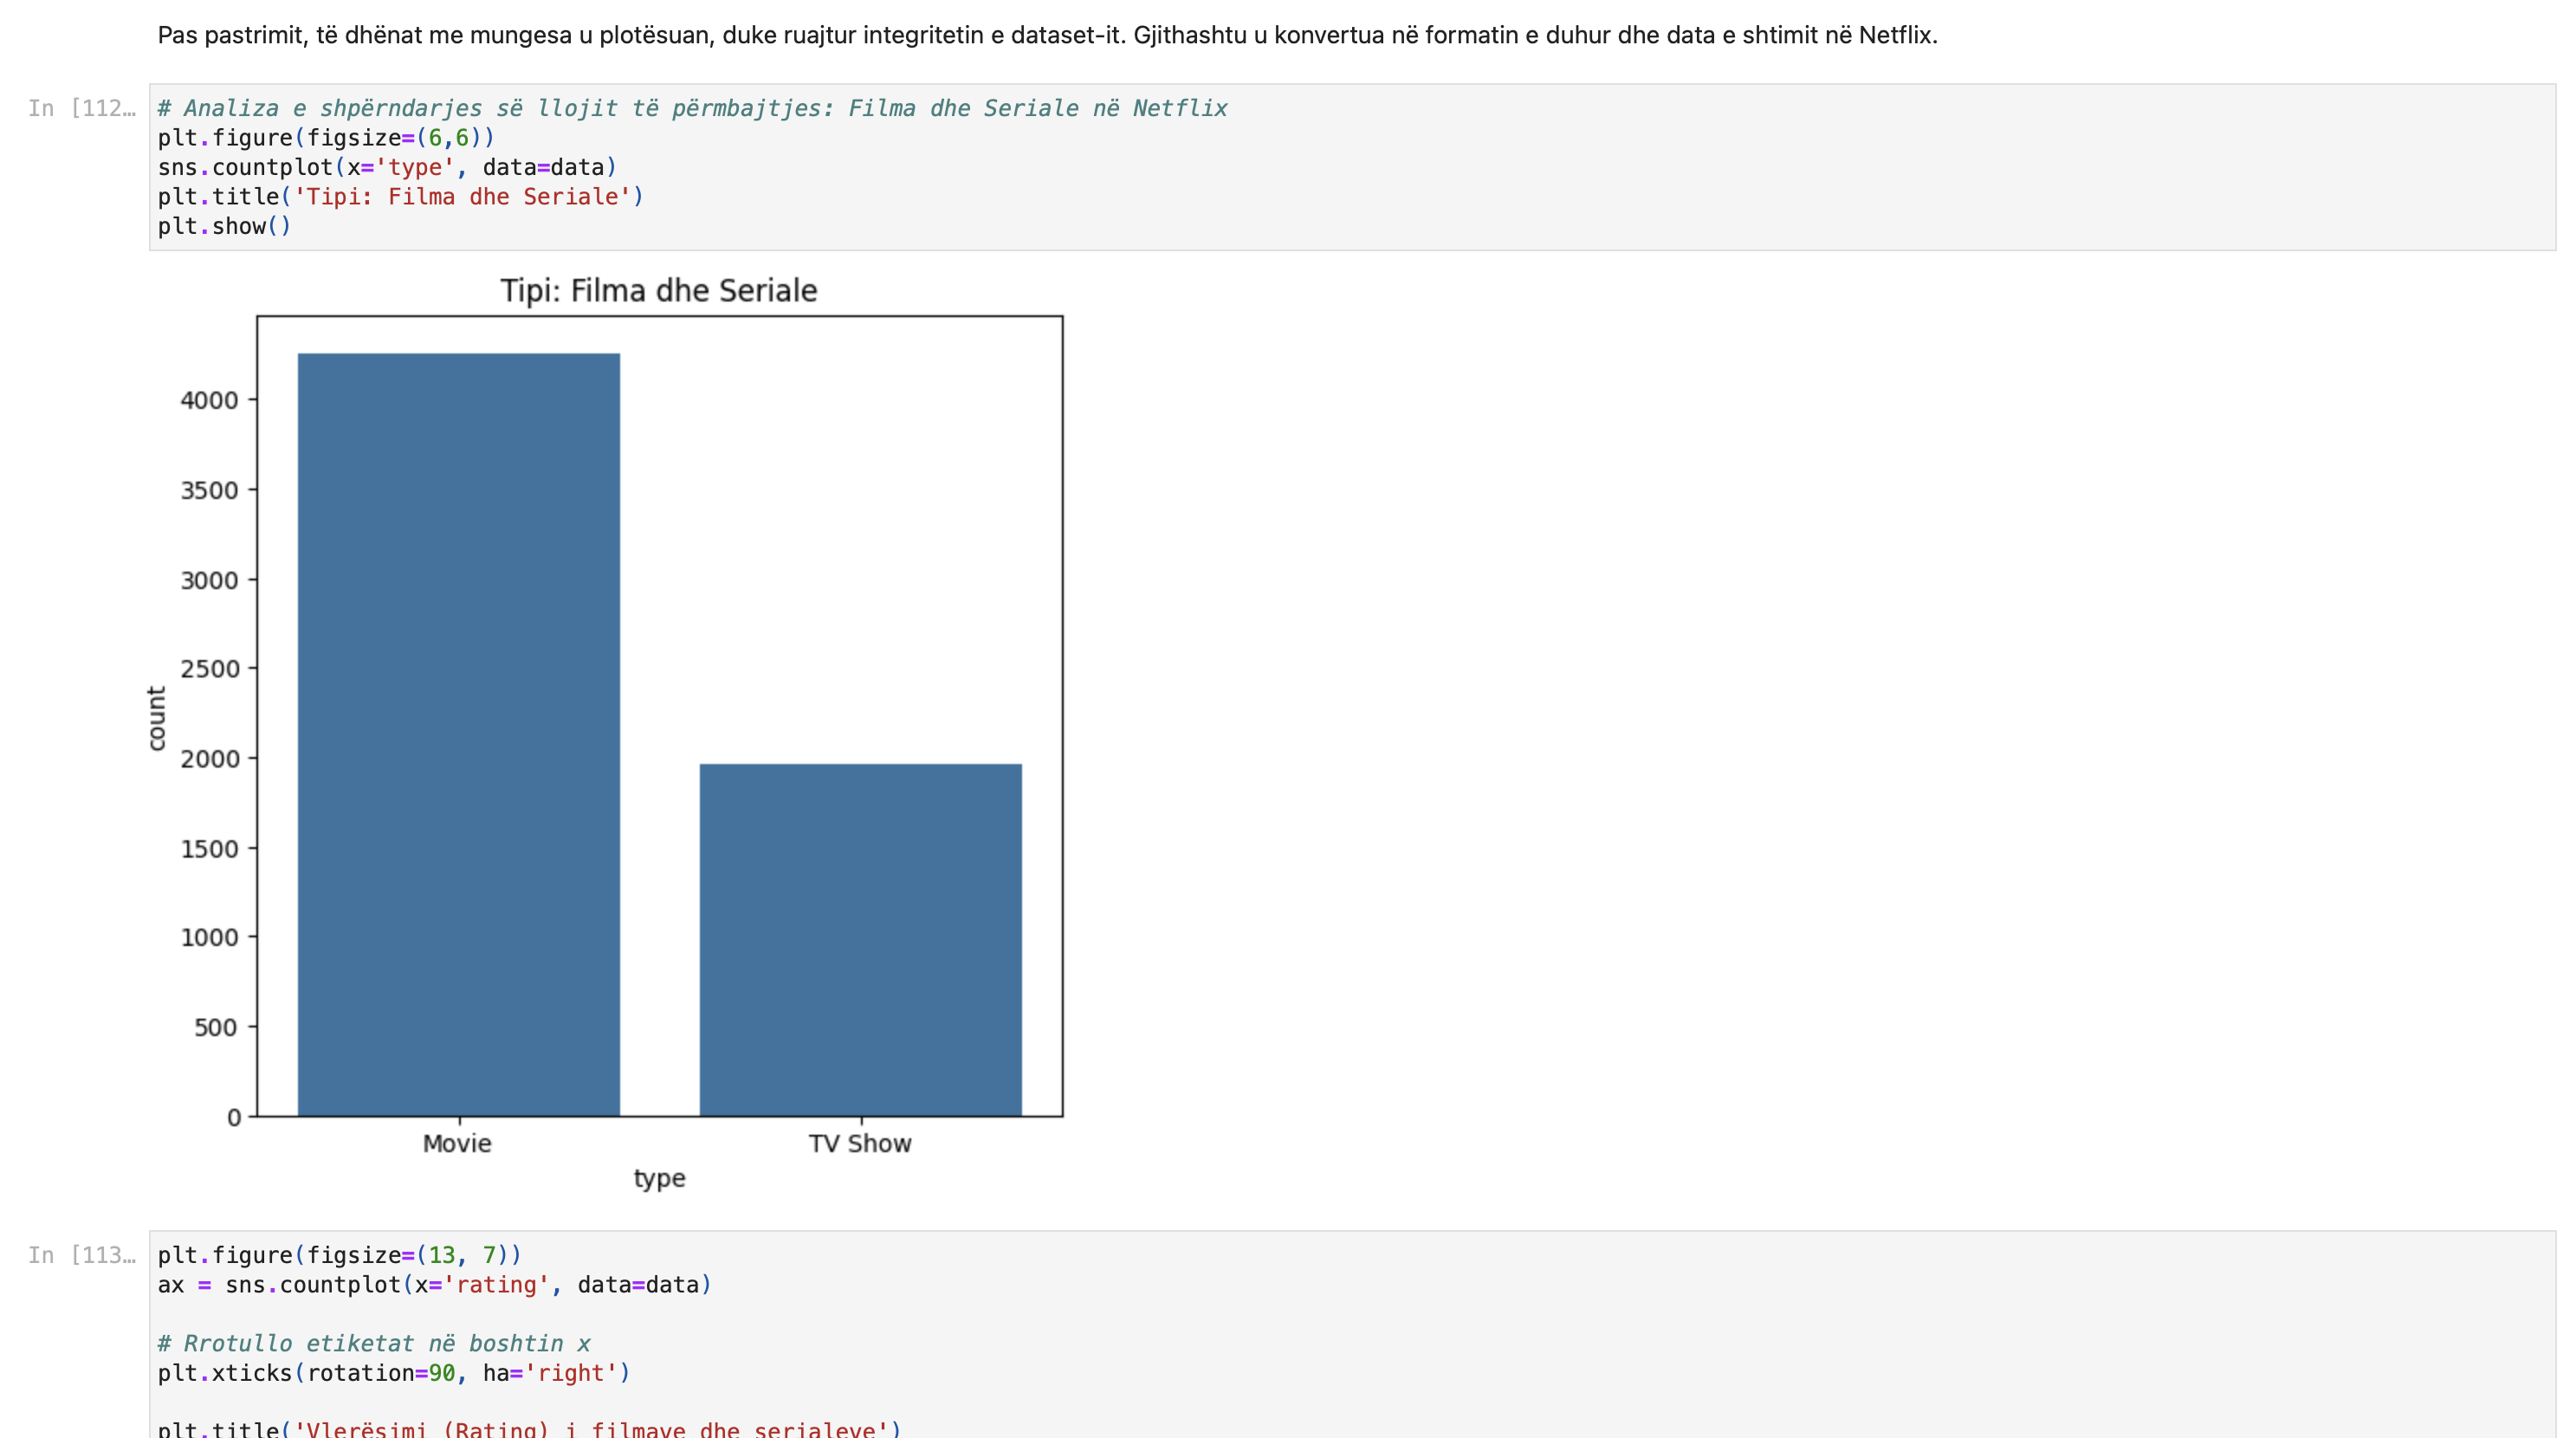 Pas pastrimit, të dhënat me mungesa u plotësuan, duke ruajtur integritetin e dataset-it. Gjithashtu u konvertua në formatin e duhur dhe data e shtimit në Netflix.
In [112…
# Analiza e shpërndarjes së llojit të përmbajtjes: Filma dhe Seriale në Netflix
plt.figure(figsize=(6,6))
sns.countplot(x='type', data=data)
plt.title('Tipi: Filma dhe Seriale')
plt.show()
Tipi: Filma dhe Seriale
4000
3500
3000
2500
2000
1500
1000
500
0
count
Movie TV Show
type
In [113…
plt.figure(figsize=(13, 7))
ax = sns.countplot(x='rating', data=data)
# Rrotullo etiketat në boshtin x
plt.xticks(rotation=90, ha='right')
plt.title('Vlerësimi (Rating) i filmave dhe serialeve')